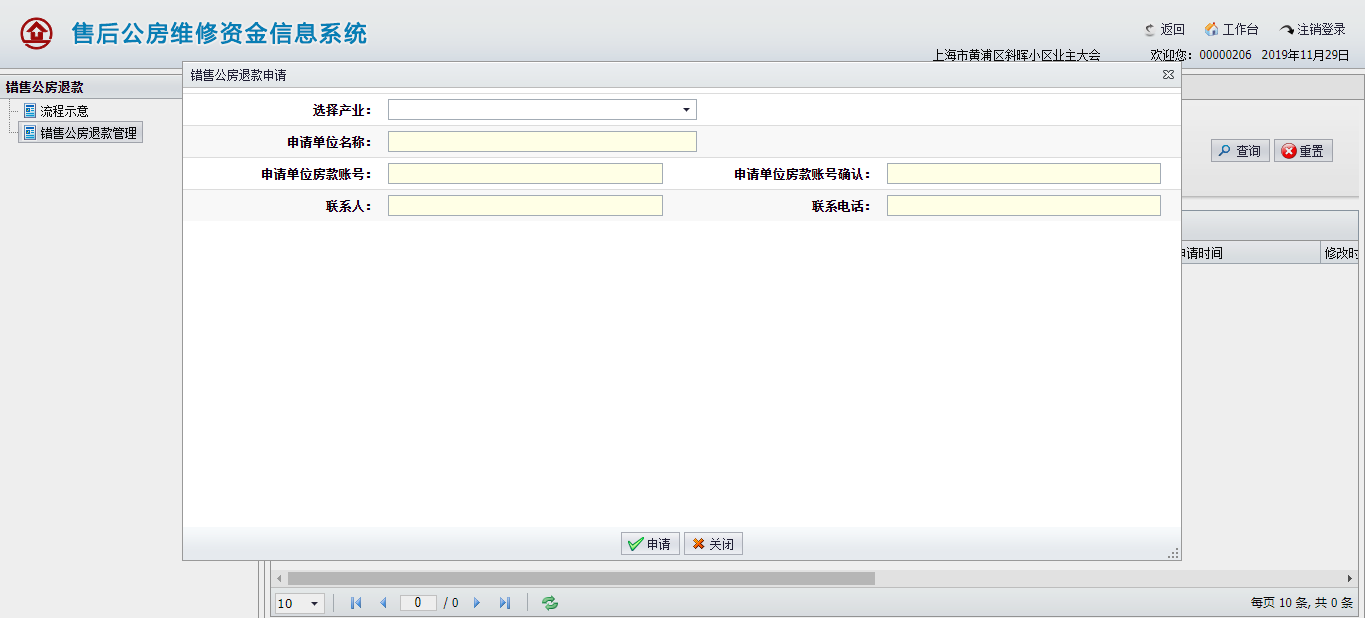 售后公房维修资金信息系统
返回 工作台 注销登录
上海市黄浦区斜晖小区业主大会 欢迎您: 00000206 2019年11月29日
错售公房退款
流程示意
错售公房退款管理
错售公房退款申请
选择产业：
申请单位名称：
申请单位房款账号： 申请单位房款账号确认：
联系人： 联系电话：
查询 重置
申请时间 修改时
申请 关闭
10 0 / 0 每页 10 条, 共 0 条